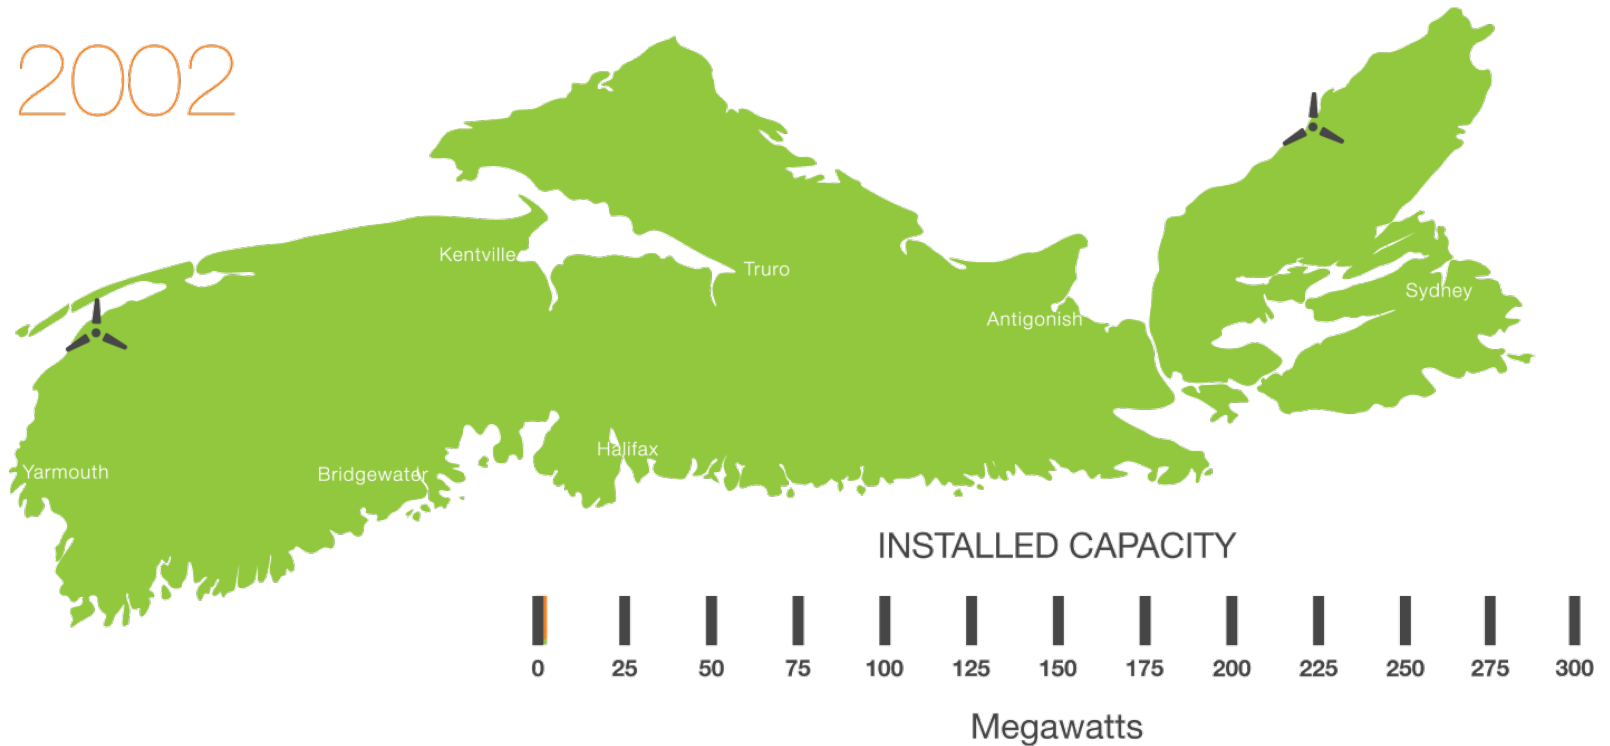 2002
Kentville
Truro
Sydney
Antigonish
Halifax
Yarmouth
Bridgewater
INSTALLED CAPACITY
0 25 50 75 100 125 150 175 200 225 250 275 300
Megawatts